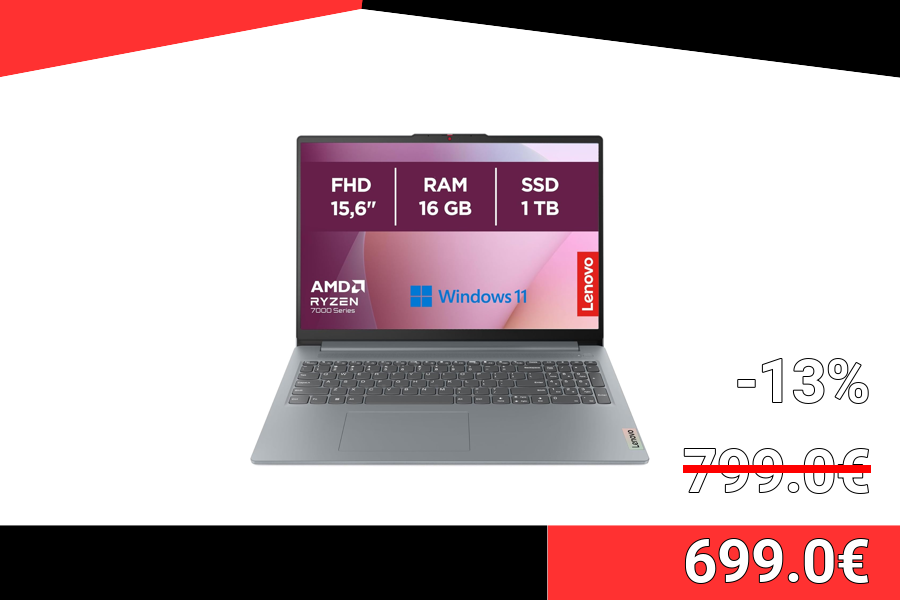 FHD
15,6"
RAM
16 GB
SSD
1 TB
AMD
RYZEN
7000 Series
Windows 11
Lenovo
Lenovo
-13%
799.0€
699.0€